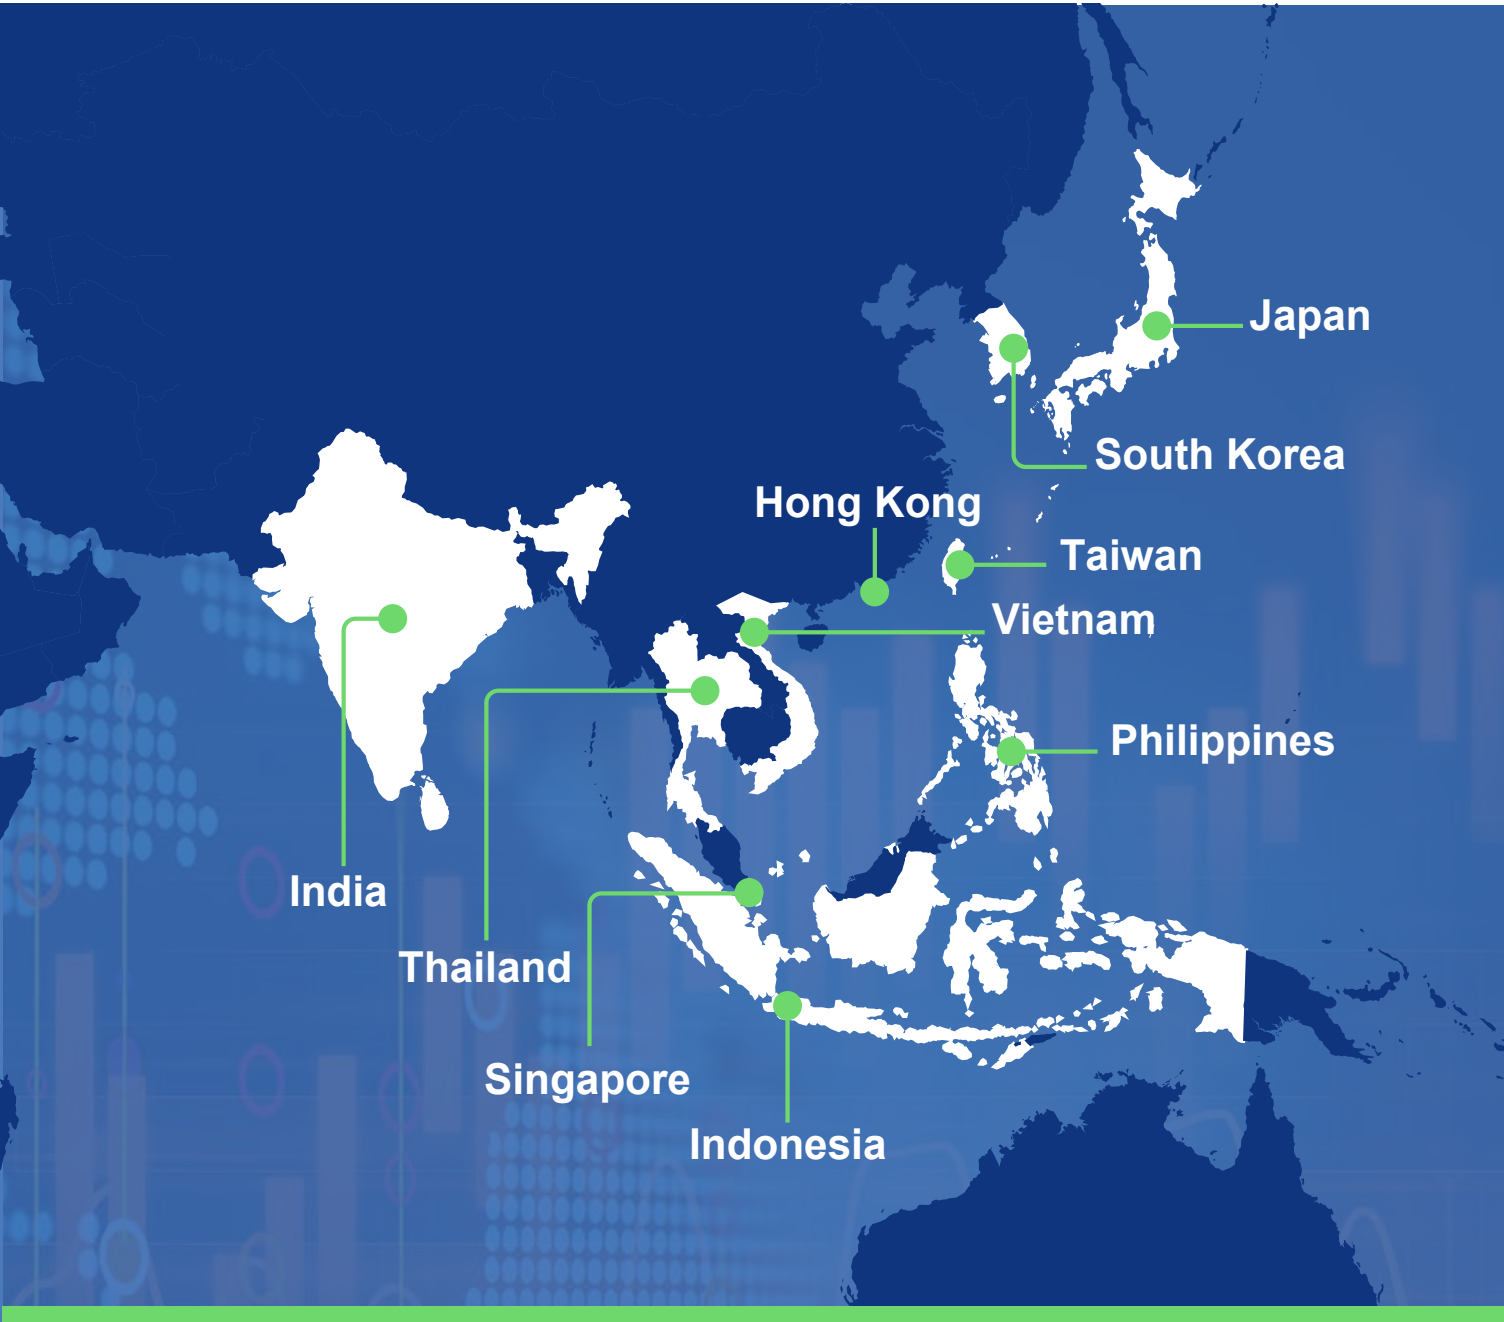 Japan
South Korea
Hong Kong
Taiwan
Vietnam
Philippines
India
Thailand
Singapore
Indonesia